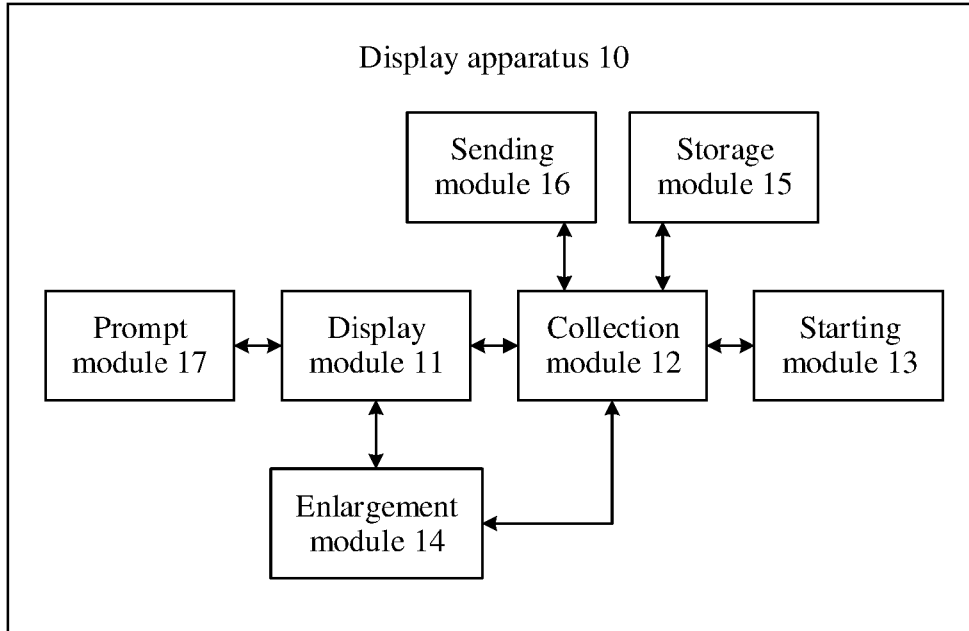 Display apparatus 10
Sending
module 16
Storage
module 15
Prompt
module 17
Display
module 11
Collection
module 12
Starting
module 13
Enlargement
module 14